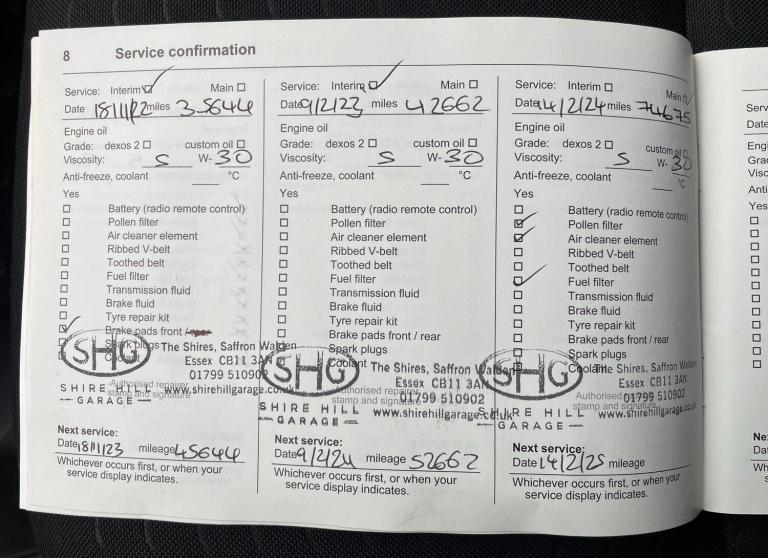 8 Service confirmation
Service: Interim ☑ Main ☐
Date 18/11/22 miles 35644
Engine oil
Grade: dexos 2 ☐ custom oil ☐
Viscosity: 5 W- 30
Anti-freeze, coolant °C
Yes
☐ Battery (radio remote control)
☐ Pollen filter
☐ Air cleaner element
☐ Ribbed V-belt
☐ Toothed belt
☐ Fuel filter
☐ Transmission fluid
☐ Brake fluid
☐ Tyre repair kit
☑ Brake pads front /
Spark plugs
SHG
SHIRE HILL
GARAGE
The Shires, Saffron Walden
Essex CB11 3AN
01799 510902
www.shirehillgarage.co.uk
Authorised repairer
stamp and signature
Next service:
Date 18/11/23 mileage 45644
Whichever occurs first, or when your
service display indicates.
Service: Interim ☑ Main ☐
Date 9/2/23 miles 42662
Engine oil
Grade: dexos 2 ☐ custom oil ☐
Viscosity: 5 W- 30
Anti-freeze, coolant °C
Yes
☐ Battery (radio remote control)
☐ Pollen filter
☐ Air cleaner element
☐ Ribbed V-belt
☐ Toothed belt
☐ Fuel filter
☐ Transmission fluid
☐ Brake fluid
☐ Tyre repair kit
☐ Brake pads front / rear
Spark plugs
Coolant
SHG
SHIRE HILL
GARAGE
The Shires, Saffron Walden
Essex CB11 3AN
01799 510902
www.shirehillgarage.co.uk
Authorised repairer
stamp and signature
Next service:
Date 9/2/24 mileage 52662
Whichever occurs first, or when your
service display indicates.
Service: Interim ☐ Main ☑
Date 14/2/24 miles 74675
Engine oil
Grade: dexos 2 ☐ custom oil ☐
Viscosity: 5 W- 30
Anti-freeze, coolant °C
Yes
☐ Battery (radio remote control)
☑ Pollen filter
☑ Air cleaner element
☐ Ribbed V-belt
☐ Toothed belt
☑ Fuel filter
☐ Transmission fluid
☐ Brake fluid
☐ Tyre repair kit
☐ Brake pads front / rear
☐ Spark plugs
Coolant
SHG
SHIRE HILL
GARAGE
The Shires, Saffron Walden
Essex CB11 3AN
01799 510902
www.shirehillgarage.co.uk
Authorised
stamp and signature
Next service:
Date 14/2/25 mileage
Whichever occurs first, or when your
service display indicates.